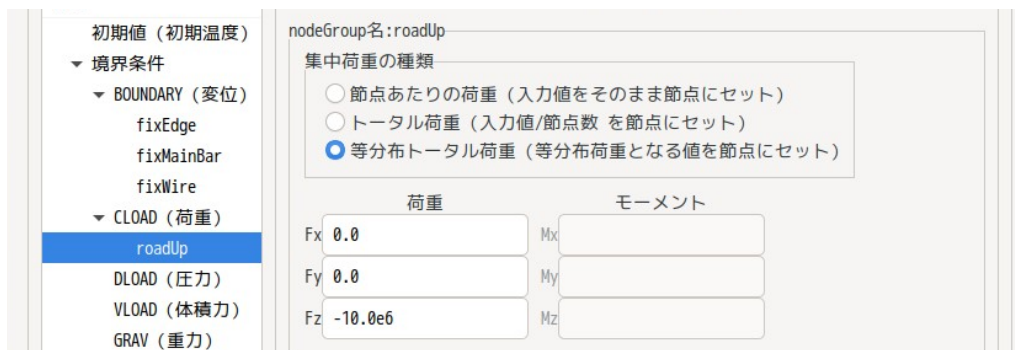 初期値 (初期温度)
境界条件
BOUNDARY (変位)
fixEdge
fixMainBar
fixWire
CLOAD (荷重)
roadUp
DLOAD (圧力)
VLOAD (体積力)
GRAV (重力)
nodeGroup名:roadUp
集中荷重の種類
節点あたりの荷重 (入力値をそのまま節点にセット)
トータル荷重 (入力値/節点数 を節点にセット)
等分布トータル荷重 (等分布荷重となる値を節点にセット)
荷重 モーメント
Fx 0.0 Mx
Fy 0.0 My
Fz -10.0e6 Mz